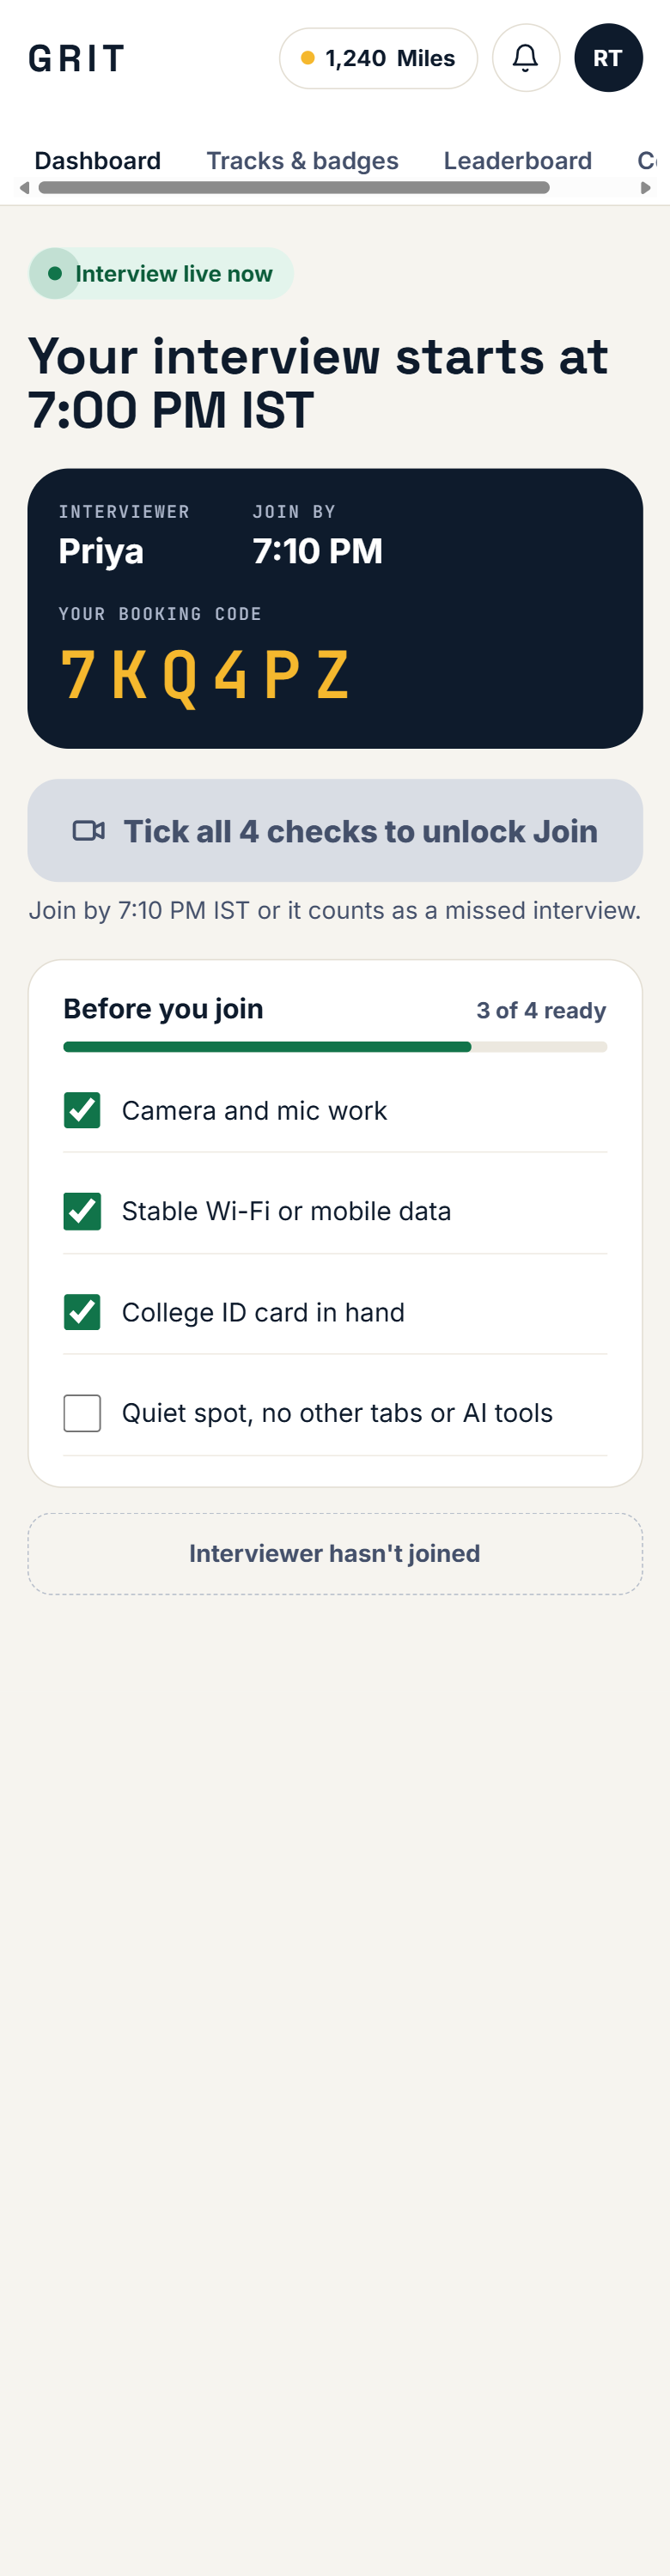 GRIT
1,240 Miles
RT
Dashboard Tracks & badges Leaderboard
Interview live now
Your interview starts at
7:00 PM IST
INTERVIEWER JOIN BY
Priya 7:10 PM
YOUR BOOKING CODE
7KQ4PZ
Tick all 4 checks to unlock Join
Join by 7:10 PM IST or it counts as a missed interview.
Before you join 3 of 4 ready
Camera and mic work
Stable Wi-Fi or mobile data
College ID card in hand
Quiet spot, no other tabs or AI tools
Interviewer hasn't joined